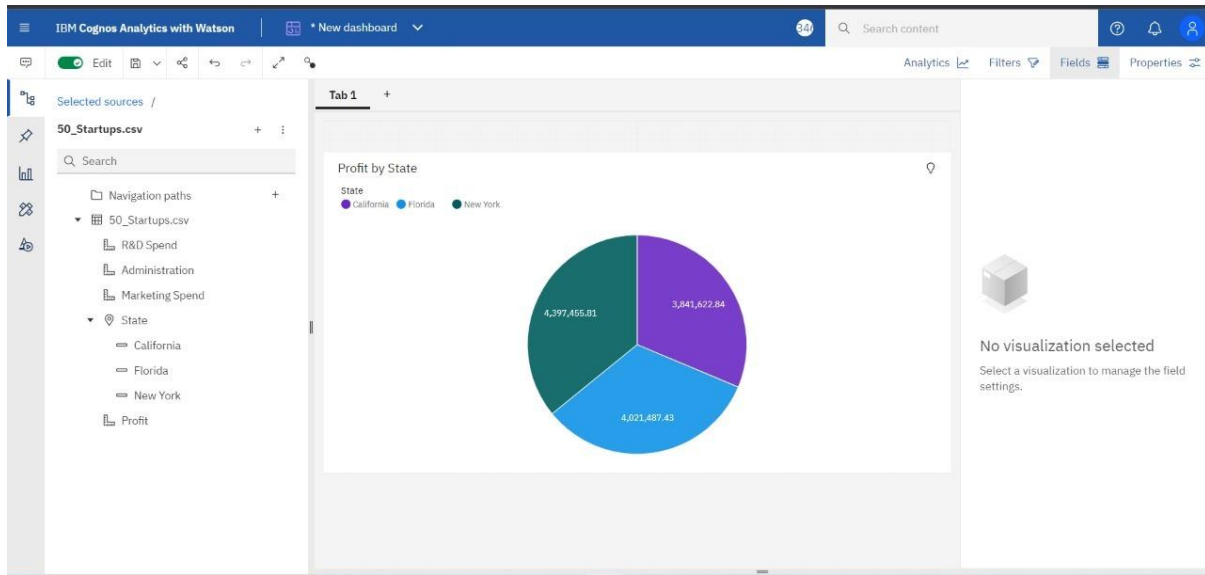 IBM Cognos Analytics with Watson
* New dashboard
Search content
Edit
Analytics
Filters
Fields
Properties
Selected sources /
50_Startups.csv
Search
Navigation paths
50_Startups.csv
R&D Spend
Administration
Marketing Spend
State
California
Florida
New York
Profit
Tab 1
Profit by State
State
California Florida New York
4,397,455.81
3,841,622.84
4,021,487.43
No visualization selected
Select a visualization to manage the field
settings.